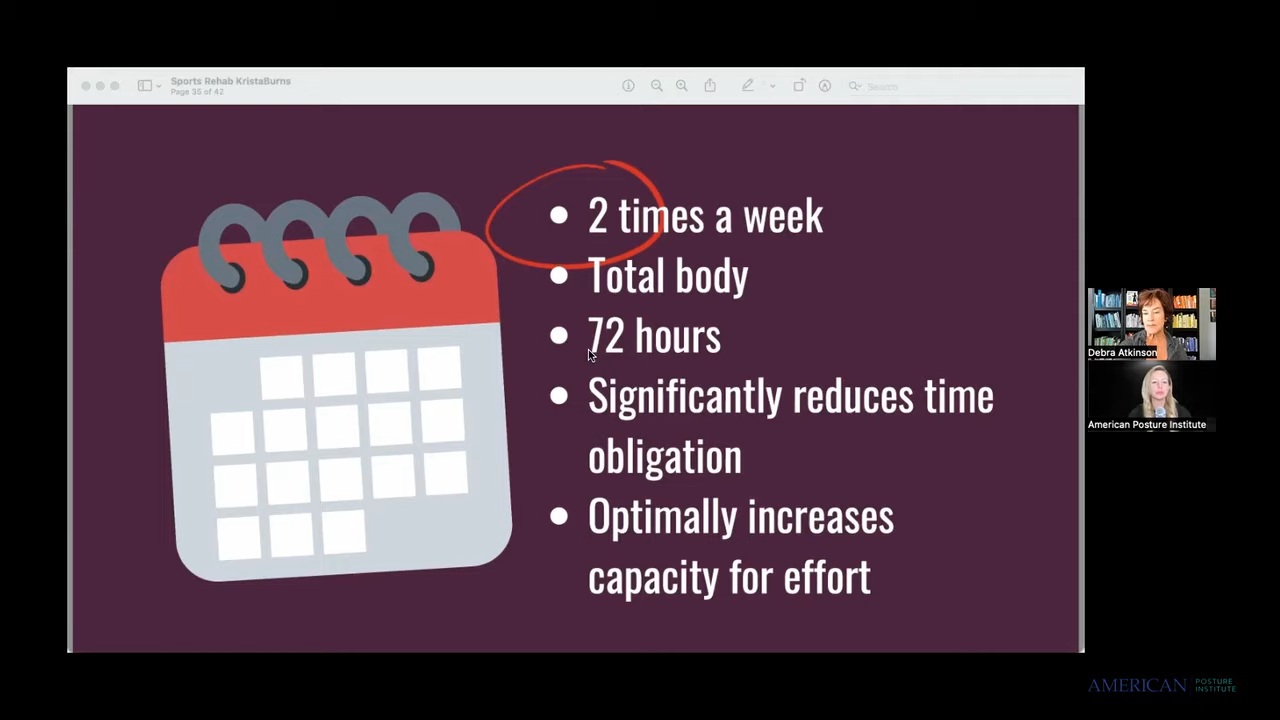 Sports Rehab KristaBurns
Page 35 of 42
Search
2 times a week
Total body
72 hours
Significantly reduces time
obligation
Optimally increases
capacity for effort
Debra Atkinson
American Posture Institute
AMERICAN POSTURE
INSTITUTE